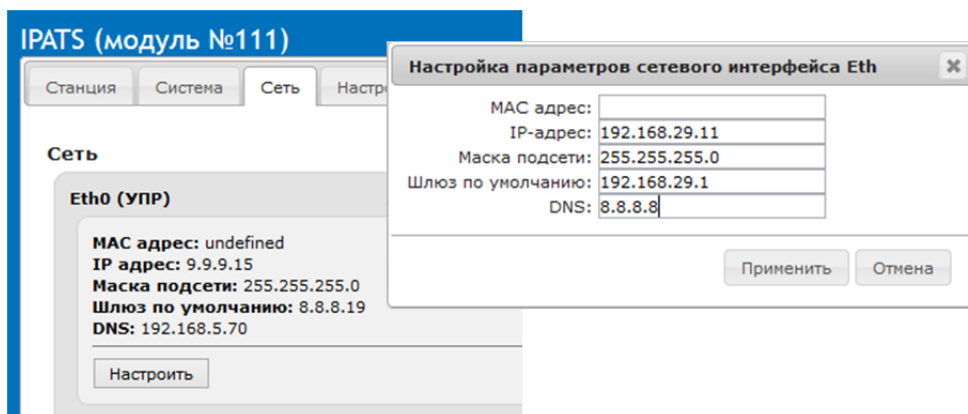 IPATS (модуль №111)
Станция
Система
Сеть
Сеть
Eth0 (УПР)
MAC адрес: undefined
IP адрес: 9.9.9.15
Маска подсети: 255.255.255.0
Шлюз по умолчанию: 8.8.8.19
DNS: 192.168.5.70
Настроить
Настройка параметров сетевого интерфейса Eth
MAC адрес:
IP-адрес: 192.168.29.11
Маска подсети: 255.255.255.0
Шлюз по умолчанию: 192.168.29.1
DNS: 8.8.8.8
Применить
Отмена